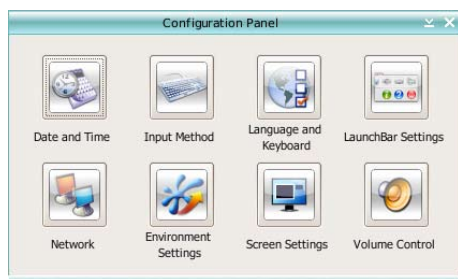 Configuration Panel
Date and Time
Input Method
Language and
Keyboard
LaunchBar Settings
Network
Environment
Settings
Screen Settings
Volume Control